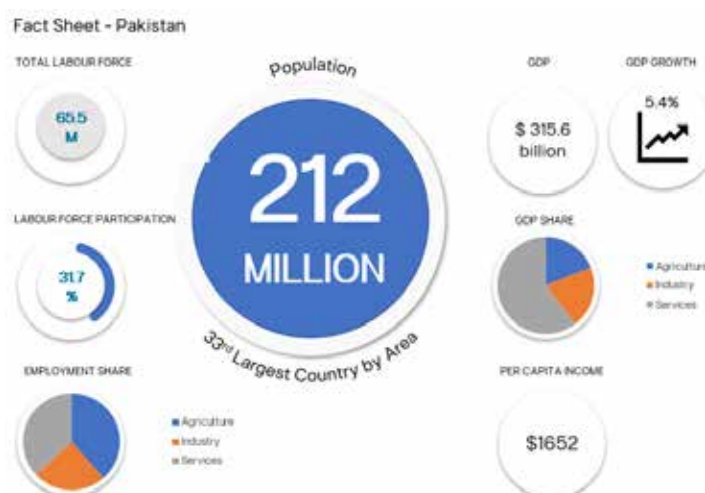 Fact Sheet - Pakistan
TOTAL LABOUR FORCE
65.5
M
LABOUR FORCE PARTICIPATION
31.7
%
EMPLOYMENT SHARE
Agriculture
Industry
Services
Population
212
MILLION
33rd Largest Country by Area
GDP
$ 315.6
billion
GDP GROWTH
5.4%
GDP SHARE
Agriculture
Industry
Services
PER CAPITA INCOME
$1652